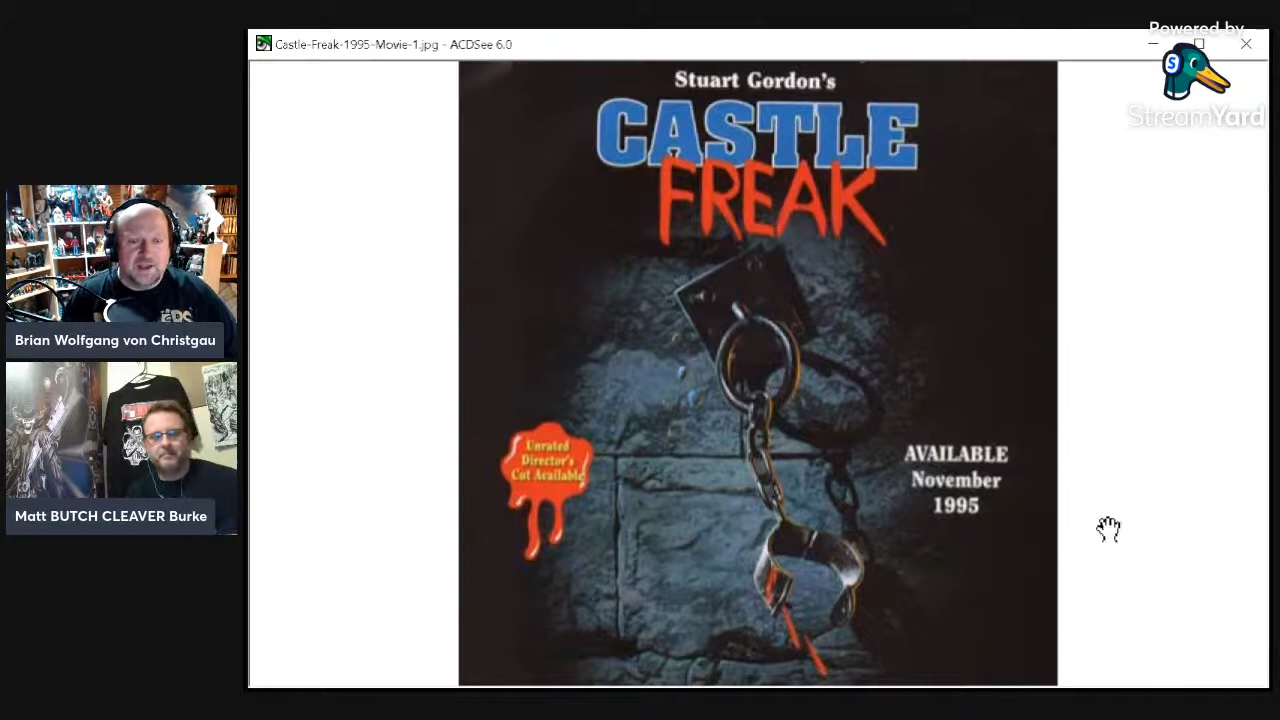 Castle-Freak-1995-Movie-1.jpg - ACDSee 6.0
Powered by
StreamYard
Stuart Gordon's
CASTLE
FREAK
Unrated
Director's
Cut Available
AVAILABLE
November
1995
Brian Wolfgang von Christgau
Matt BUTCH CLEAVER Burke